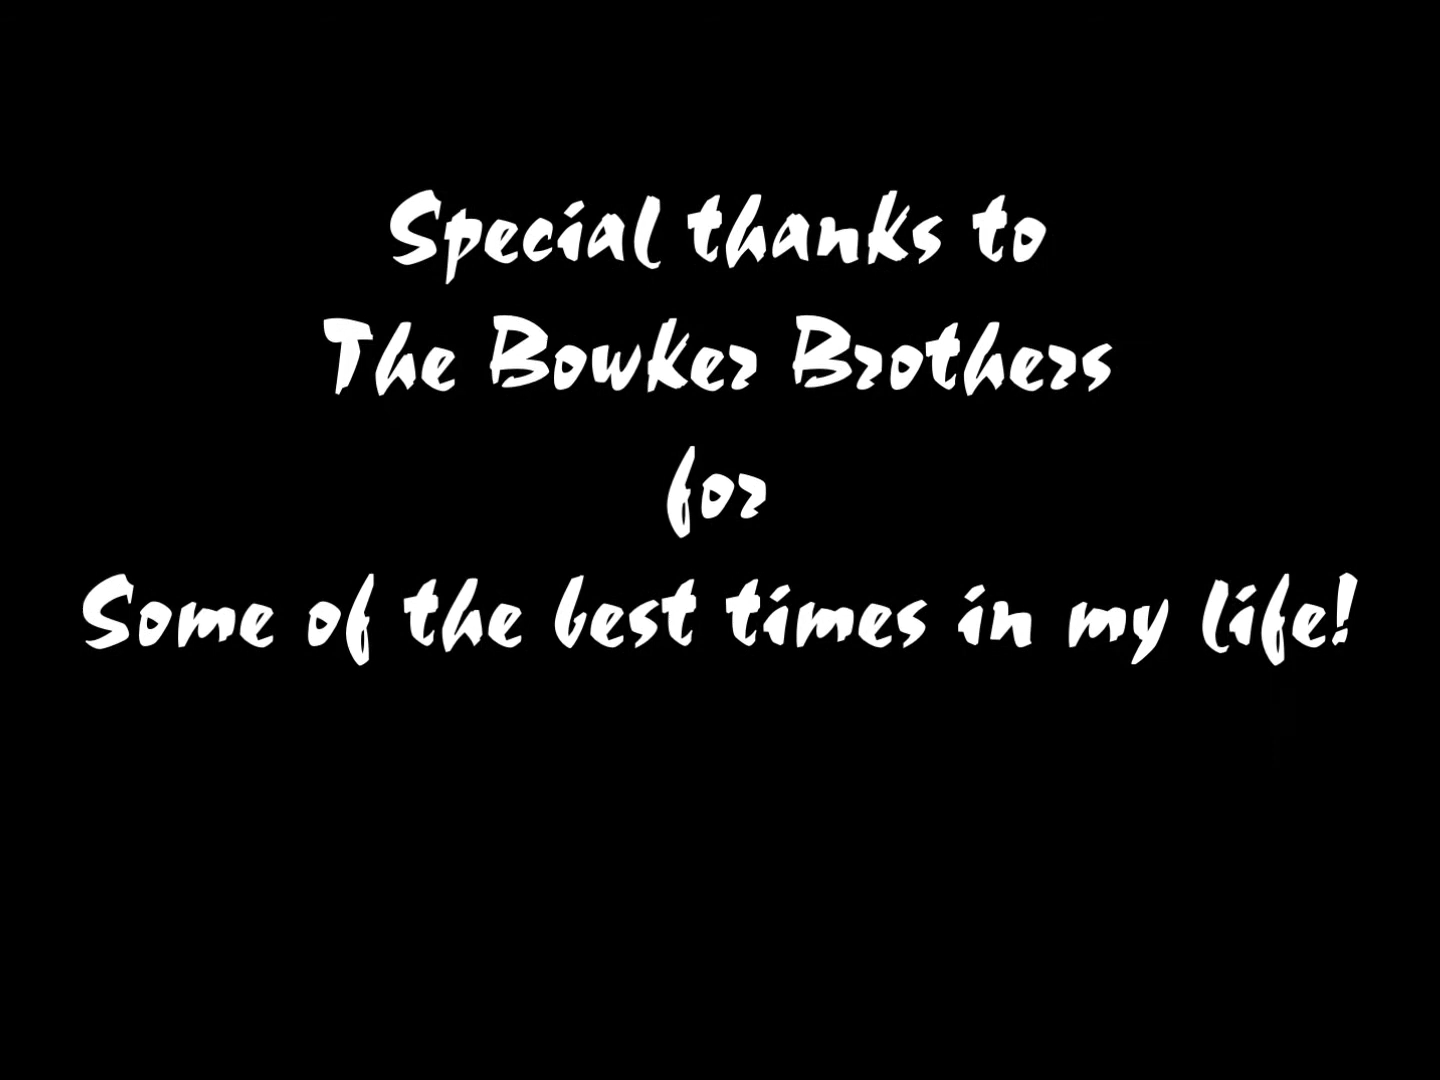 Special thanks to
The Bowker Brothers
for
Some of the best times in my life!